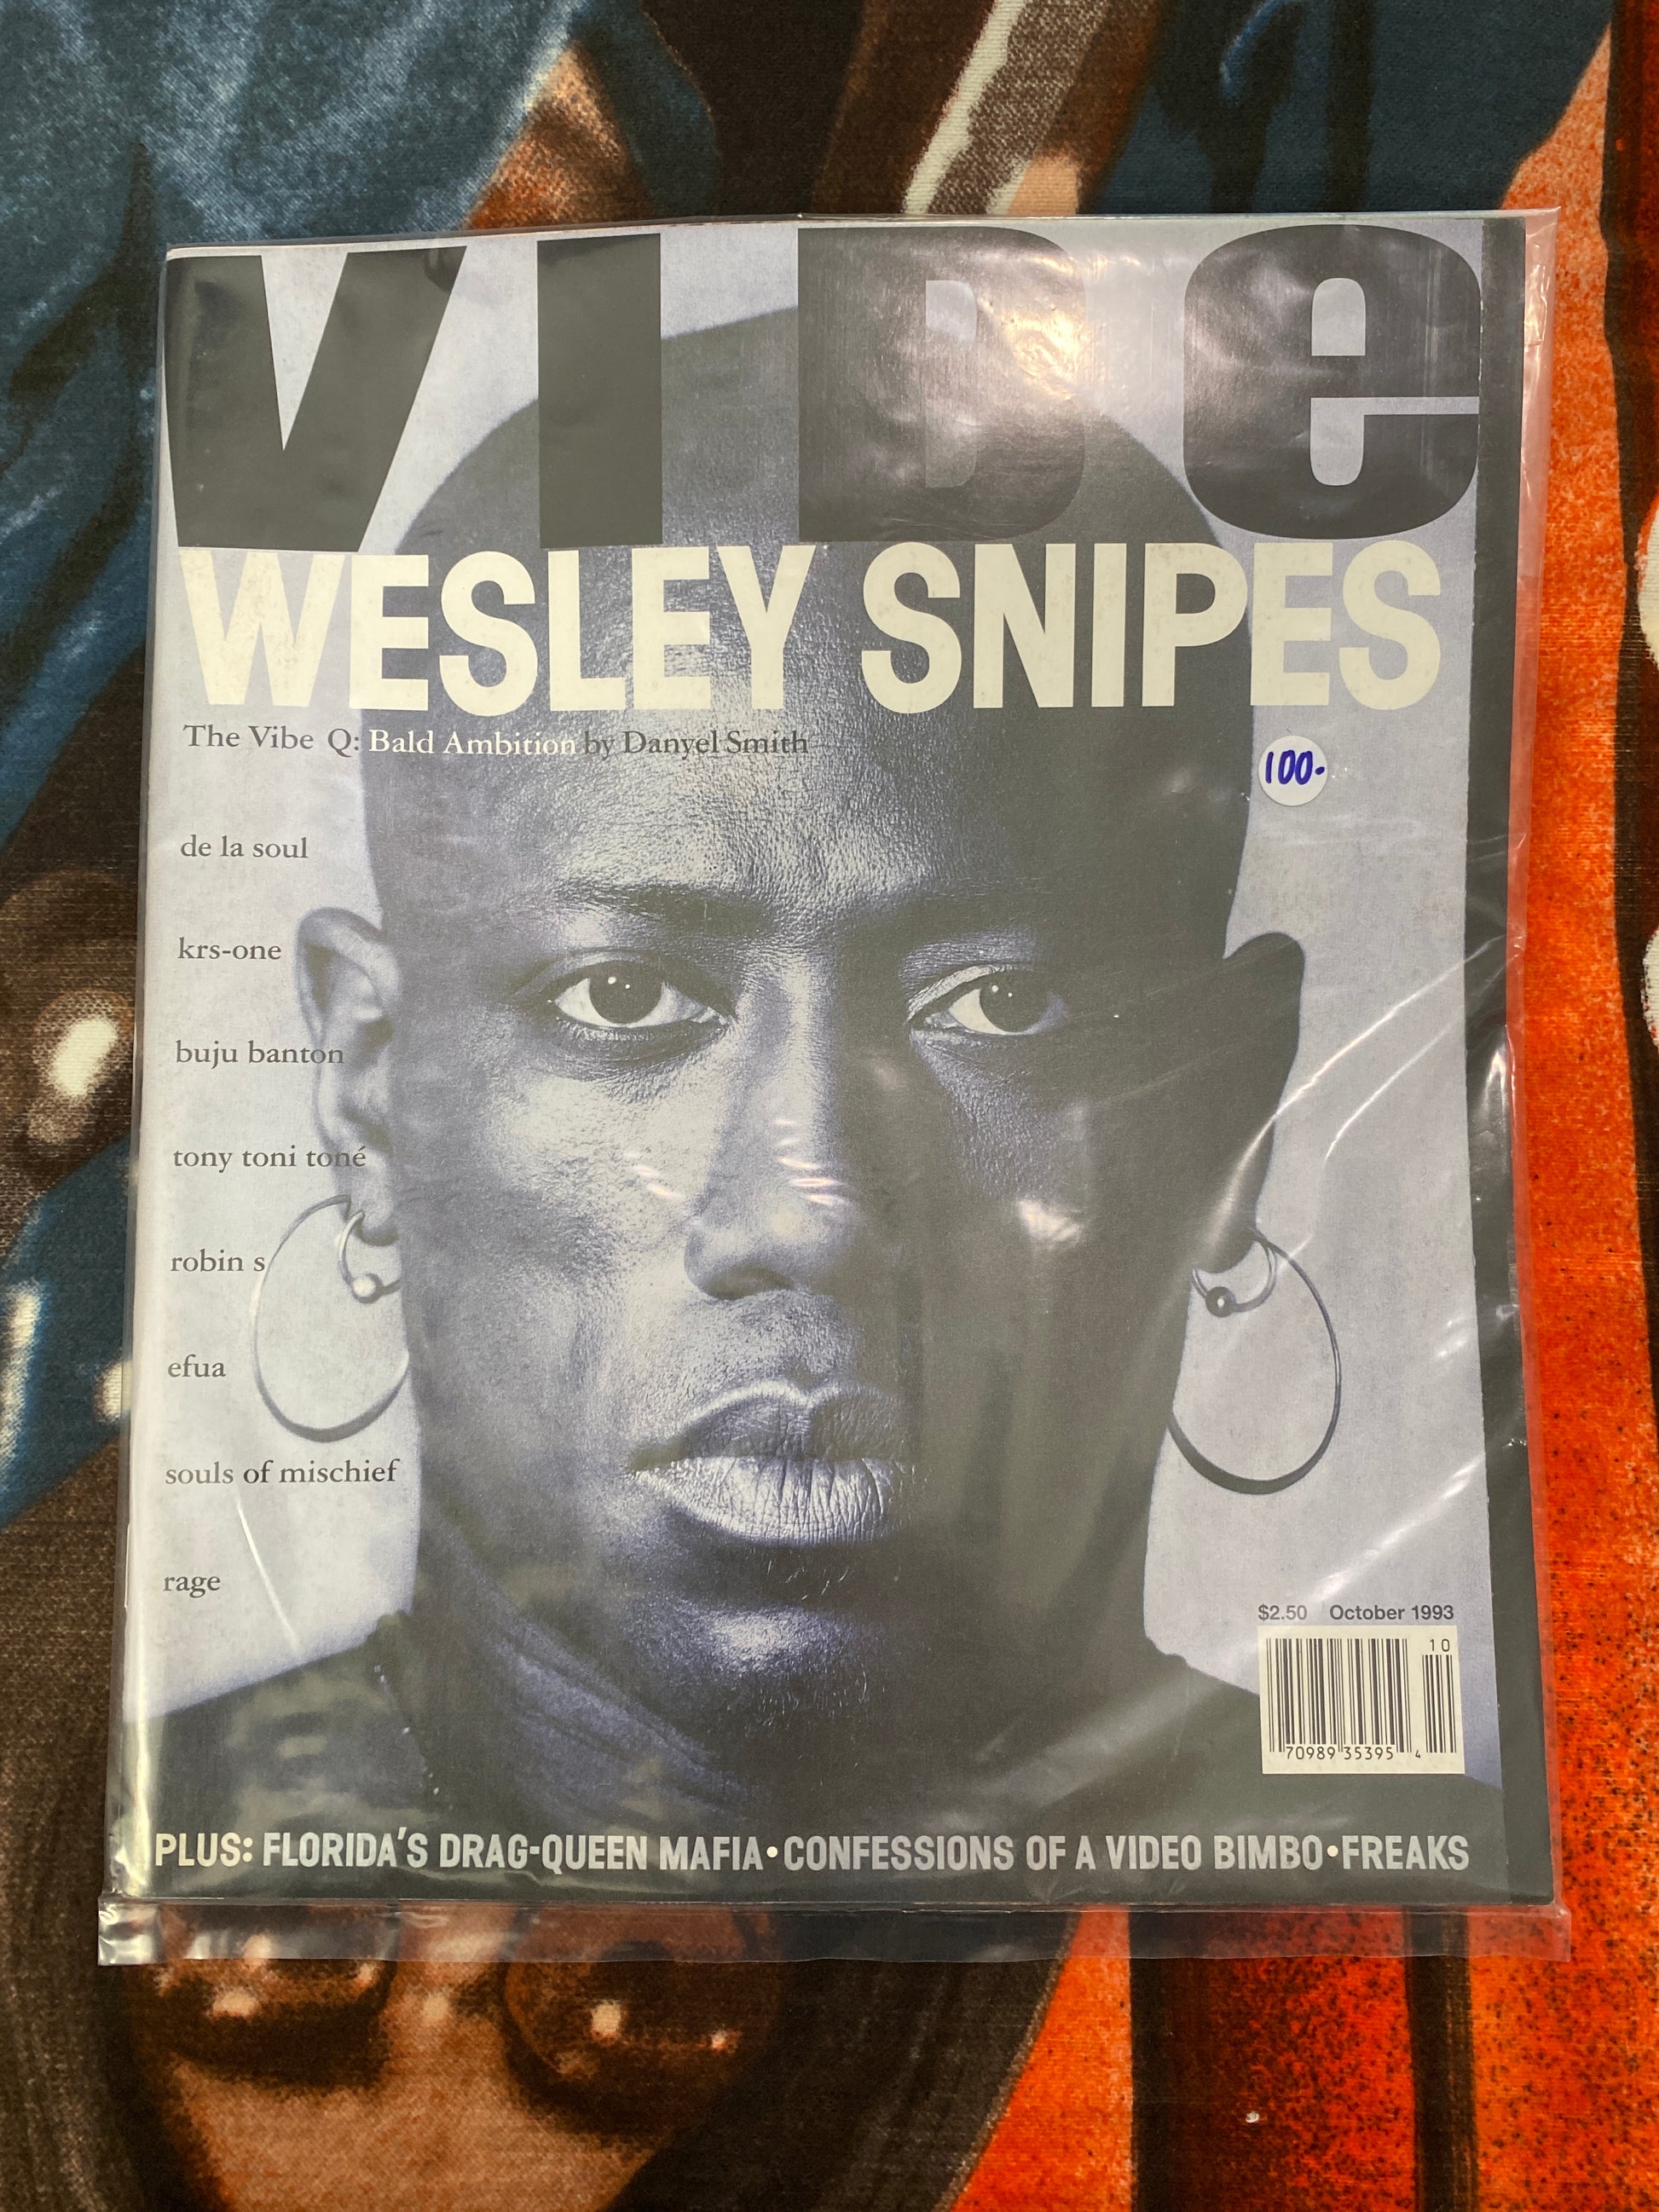 VIBe
WESLEY SNIPES
The Vibe Q: Bald Ambition by Danyel Smith
100.
de la soul
krs-one
buju banton
tony toni toné
robin s
efua
souls of mischief
rage
$2.50 October 1993
10
70989 35395 4
PLUS: FLORIDA'S DRAG-QUEEN MAFIA•CONFESSIONS OF A VIDEO BIMBO•FREAKS